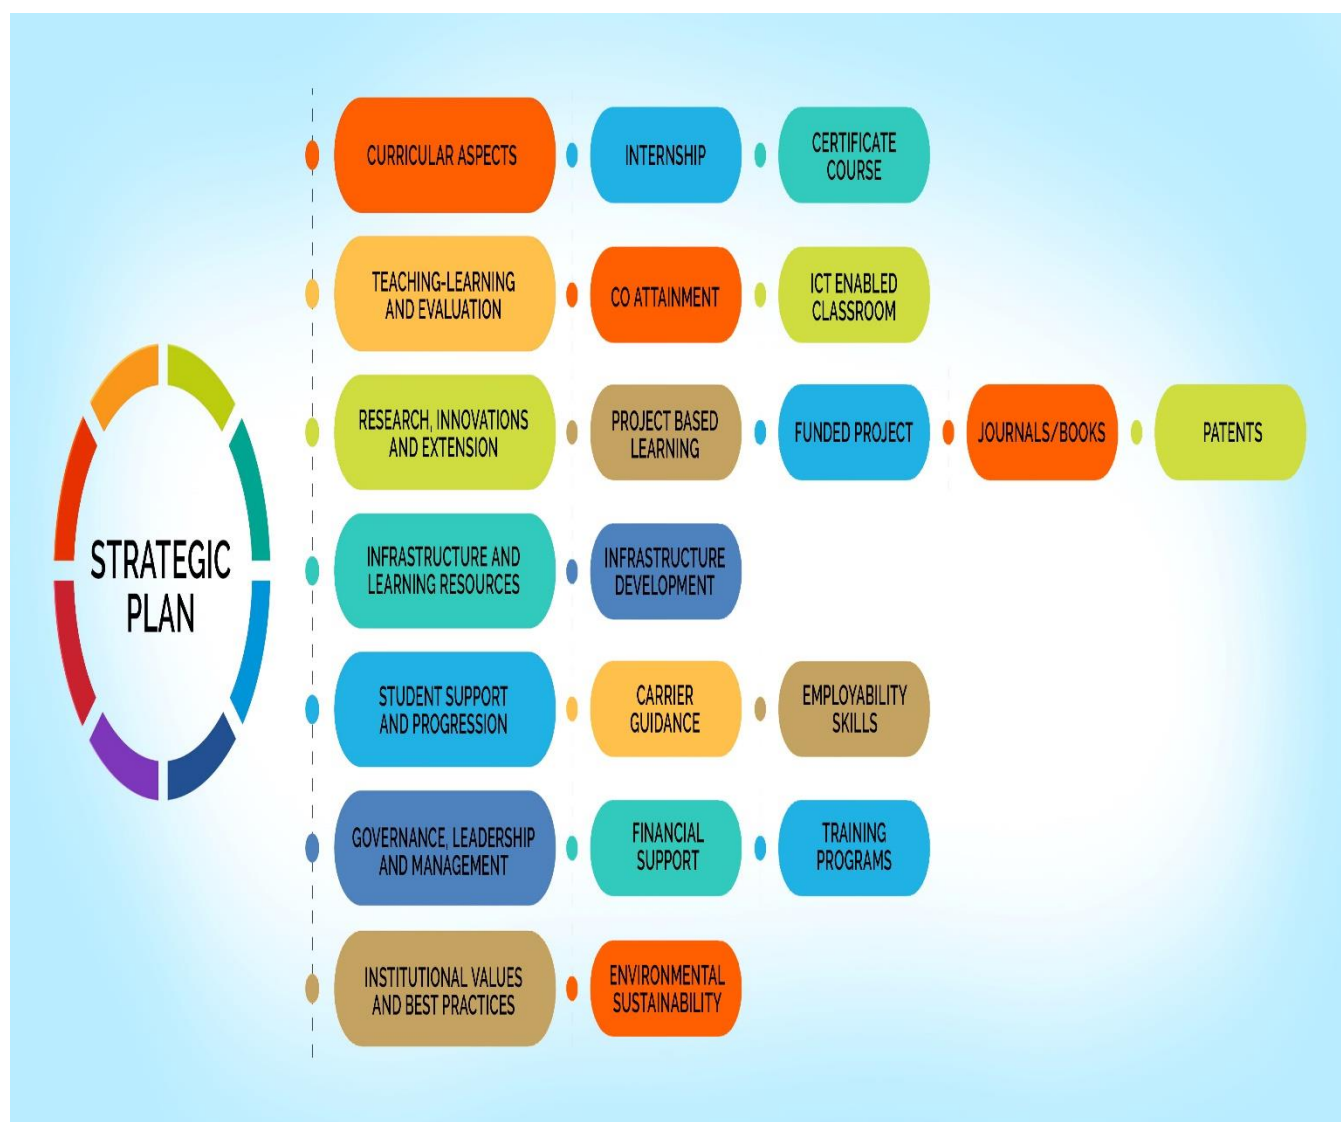 STRATEGIC
PLAN
CURRICULAR ASPECTS
INTERNSHIP
CERTIFICATE
COURSE
TEACHING-LEARNING
AND EVALUATION
CO ATTAINMENT
ICT ENABLED
CLASSROOM
RESEARCH, INNOVATIONS
AND EXTENSION
PROJECT BASED
LEARNING
FUNDED PROJECT
JOURNALS/BOOKS
PATENTS
INFRASTRUCTURE AND
LEARNING RESOURCES
INFRASTRUCTURE
DEVELOPMENT
STUDENT SUPPORT
AND PROGRESSION
CARRIER
GUIDANCE
EMPLOYABILITY
SKILLS
GOVERNANCE, LEADERSHIP
AND MANAGEMENT
FINANCIAL
SUPPORT
TRAINING
PROGRAMS
INSTITUTIONAL VALUES
AND BEST PRACTICES
ENVIRONMENTAL
SUSTAINABILITY